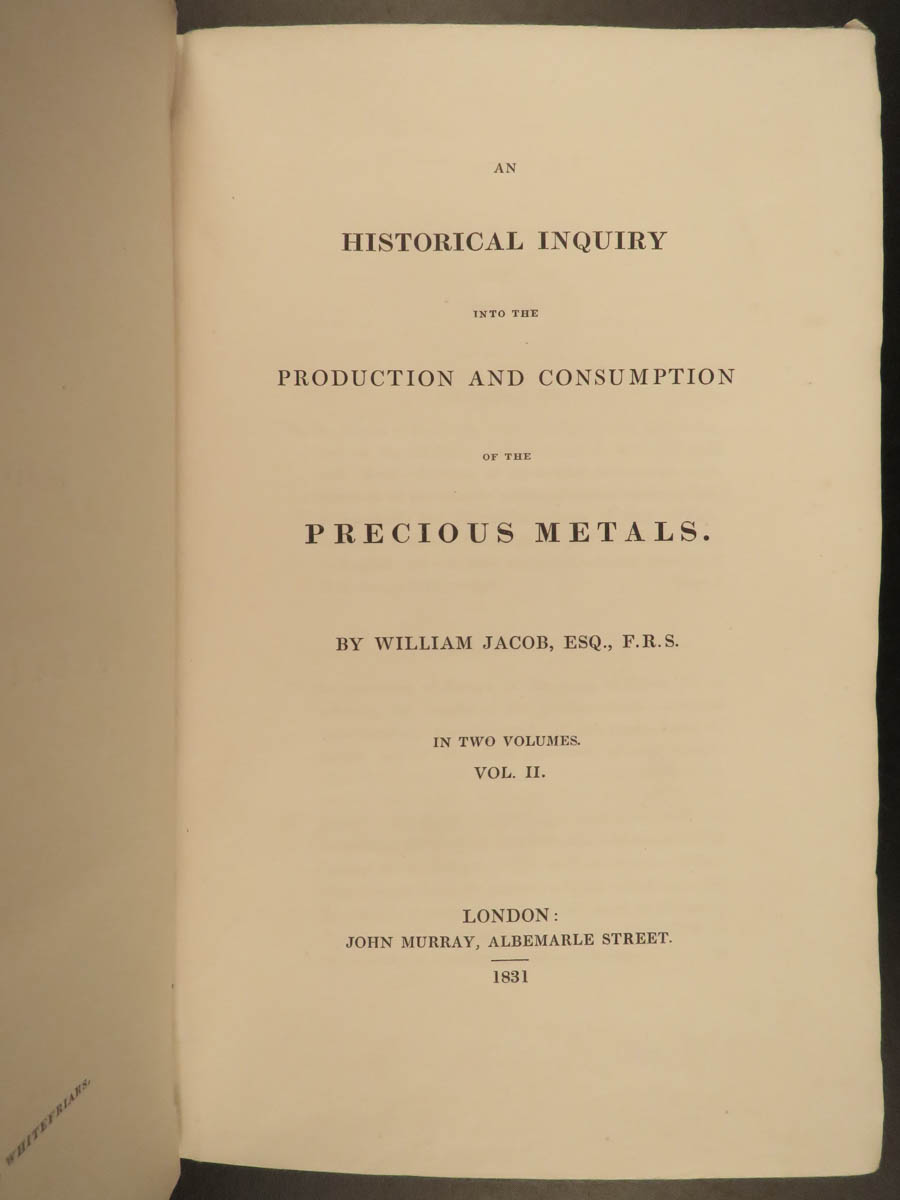 WHITEFRIARS.
AN
HISTORICAL INQUIRY
INTO THE
PRODUCTION AND CONSUMPTION
OF THE
PRECIOUS METALS.
BY WILLIAM JACOB, ESQ., F.R.S.
IN TWO VOLUMES.
VOL. II.
LONDON:
JOHN MURRAY, ALBEMARLE STREET.
1831